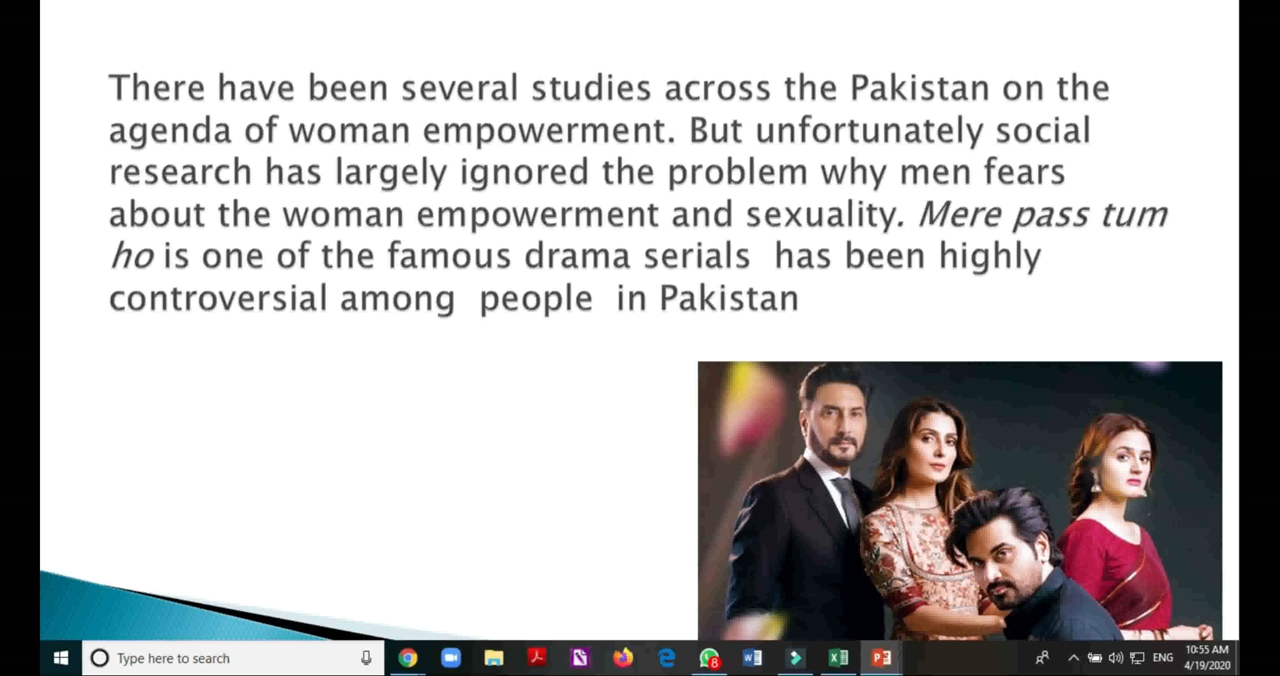 There have been several studies across the Pakistan on the
agenda of woman empowerment. But unfortunately social
research has largely ignored the problem why men fears
about the woman empowerment and sexuality. Mere pass tum
ho is one of the famous drama serials  has been highly
controversial among  people  in Pakistan
Type here to search
8
ENG
10:55 AM
4/19/2020